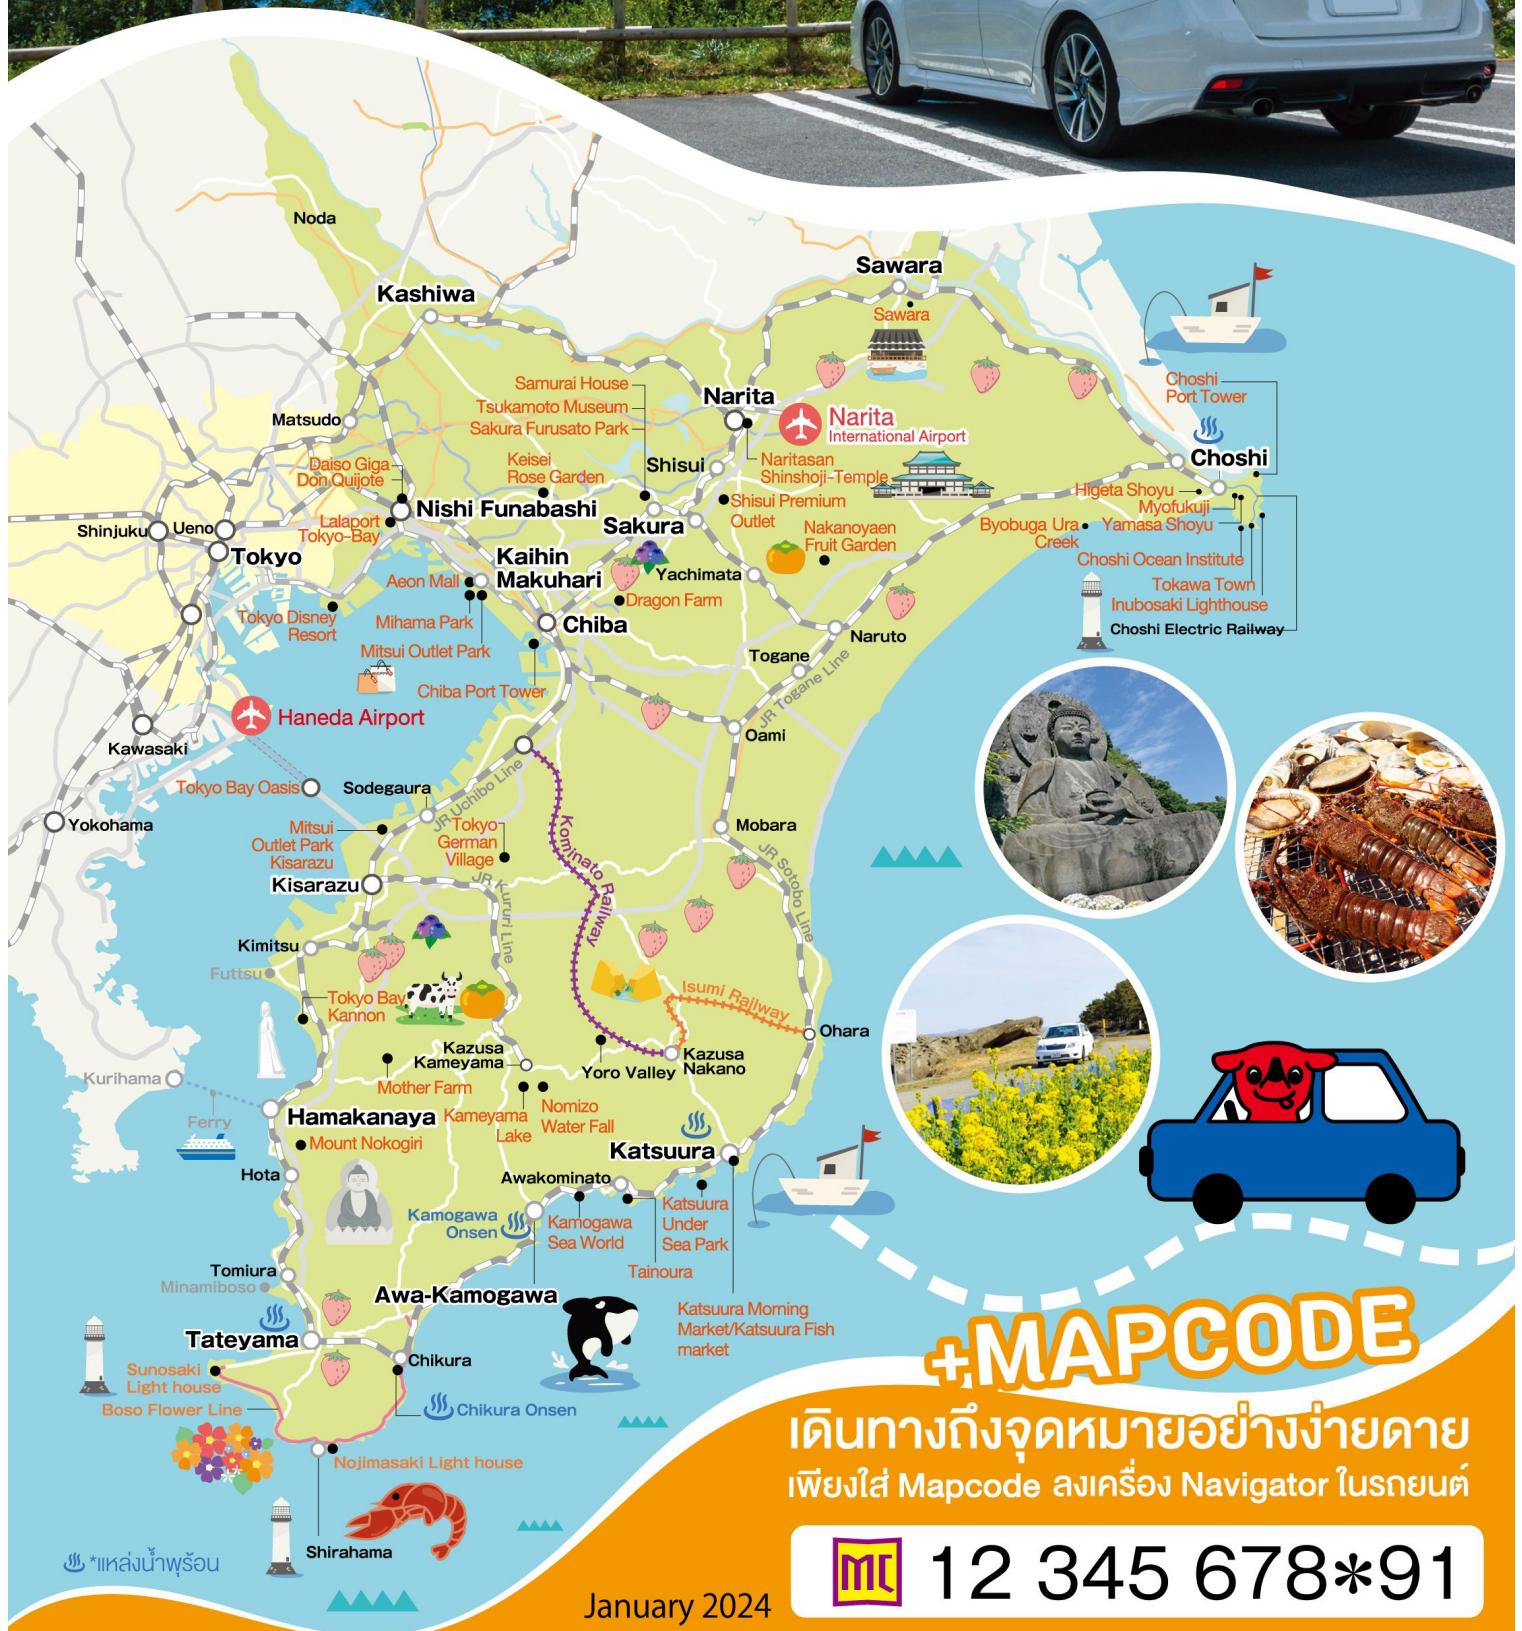 Noda
Kashiwa
Sawara
Sawara
Choshi
Port Tower
Samurai House
Tsukamoto Museum
Sakura Furusato Park
Narita
Narita
International Airport
Matsudo
Daiso Giga
Don Quijote
Keisei
Rose Garden
Shisui
Naritasan
Shinshoji-Temple
Choshi
Nishi Funabashi
Lalaport
Tokyo-Bay
Sakura
Shisui Premium
Outlet
Nakanoyaen
Fruit Garden
Higeta Shoyu
Myofukuji
Byobuga Ura
Creek
Yamasa Shoyu
Choshi Ocean Institute
Tokawa Town
Inubosaki Lighthouse
Choshi Electric Railway
Shinjuku
Ueno
Tokyo
Kaihin
Makuhari
Aeon Mall
Yachimata
Dragon Farm
Tokyo Disney
Resort
Mihama Park
Chiba
Naruto
Mitsui Outlet Park
Togane
JR Togane Line
Chiba Port Tower
Haneda Airport
Oami
Kawasaki
Tokyo Bay Oasis
Sodegaura
JR Uchibo Line
Yokohama
Mitsui
Outlet Park
Kisarazu
Tokyo
German
Village
Kominato Railway
Mobara
JR Sotobo Line
Kisarazu
JR Kururi Line
Kimitsu
Futtsu
Tokyo Bay
Kannon
Isumi Railway
Ohara
Kazusa
Kameyama
Kazusa
Nakano
Yoro Valley
Kurihama
Mother Farm
Ferry
Hamakanaya
Kameyama
Lake
Nomizo
Water Fall
Mount Nokogiri
Katsuura
Hota
Awakominato
Kamogawa
Onsen
Kamogawa
Sea World
Katsuura
Under
Sea Park
Tainoura
Tomiura
Minamiboso
Awa-Kamogawa
Katsuura Morning
Market/Katsuura Fish
market
Tateyama
Chikura
Sunosaki
Light house
Boso Flower Line
Chikura Onsen
Nojimasaki Light house
Shirahama
*แหล่งน้ำพุร้อน
+MAPCODE
เดินทางถึงจุดหมายอย่างง่ายดาย
เพียงใส่ Mapcode ลงเครื่อง Navigator ในรถยนต์
MC 12 345 678*91
January 2024